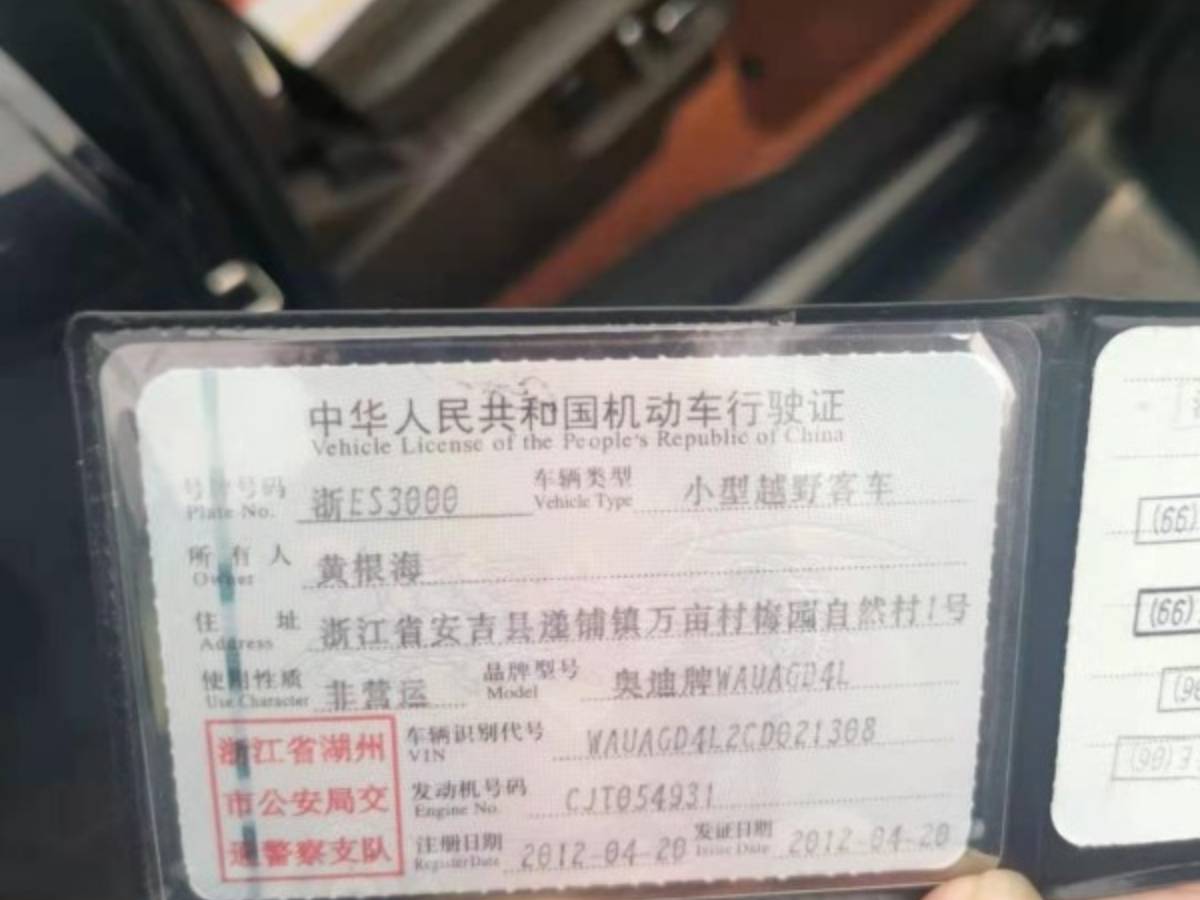 中华人民共和国机动车行驶证
Vehicle License of the People's Republic of China
号牌号码 浙ES3000 车辆类型 小型越野客车
Plate No. Vehicle Type
所有人 黄根海
Owner
住址 浙江省安吉县递铺镇万亩村梅园自然村1号
Address
使用性质 非营运 品牌型号 奥迪牌WAUAGD4L
Use Character Model
浙江省湖州
市公安局交
通警察支队
车辆识别代号 WAUAGD4L2CD021308
VIN
发动机号码 CJT054931
Engine No.
注册日期 2012-04-20 发证日期 2012-04-20
Register Date Issue Date
(66)
(66)
(90)